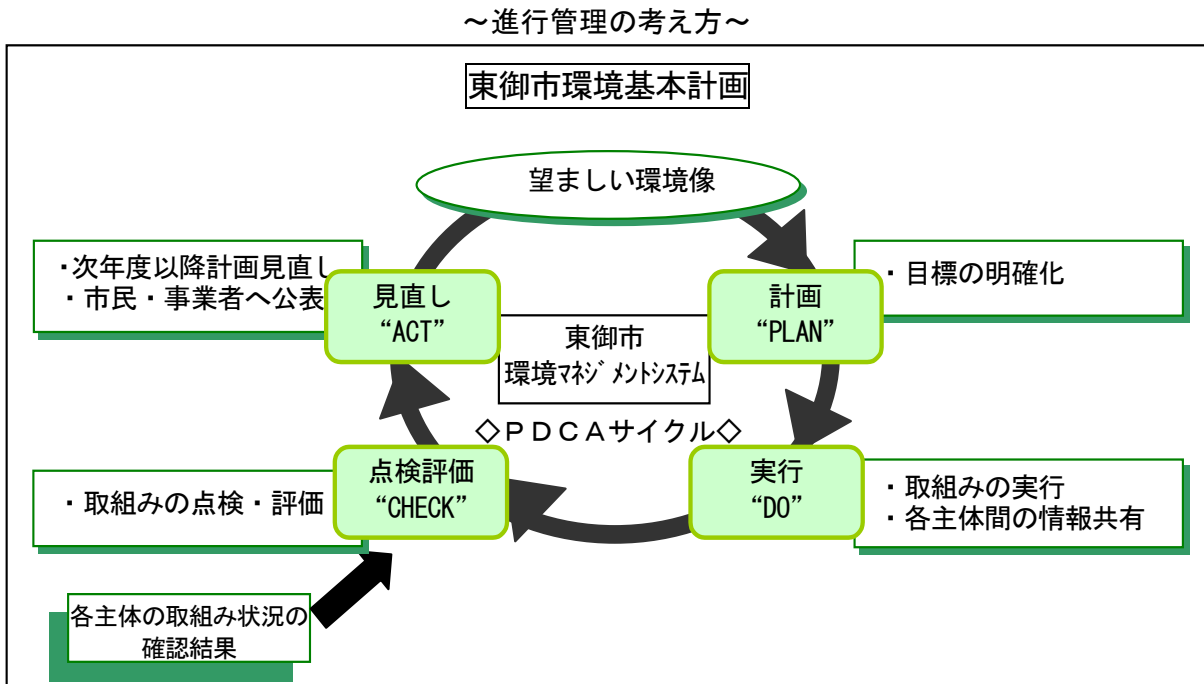 ～進行管理の考え方～
東御市環境基本計画
望ましい環境像
・次年度以降計画見直し
・市民・事業者へ公表
見直し
“ACT”
計画
“PLAN”
・目標の明確化
東御市
環境ﾏﾈｼﾞﾒﾝﾄｼｽﾃﾑ
◇ＰＤＣＡサイクル◇
・取組みの点検・評価
点検評価
“CHECK”
実行
“DO”
・取組みの実行
・各主体間の情報共有
各主体の取組み状況の
確認結果